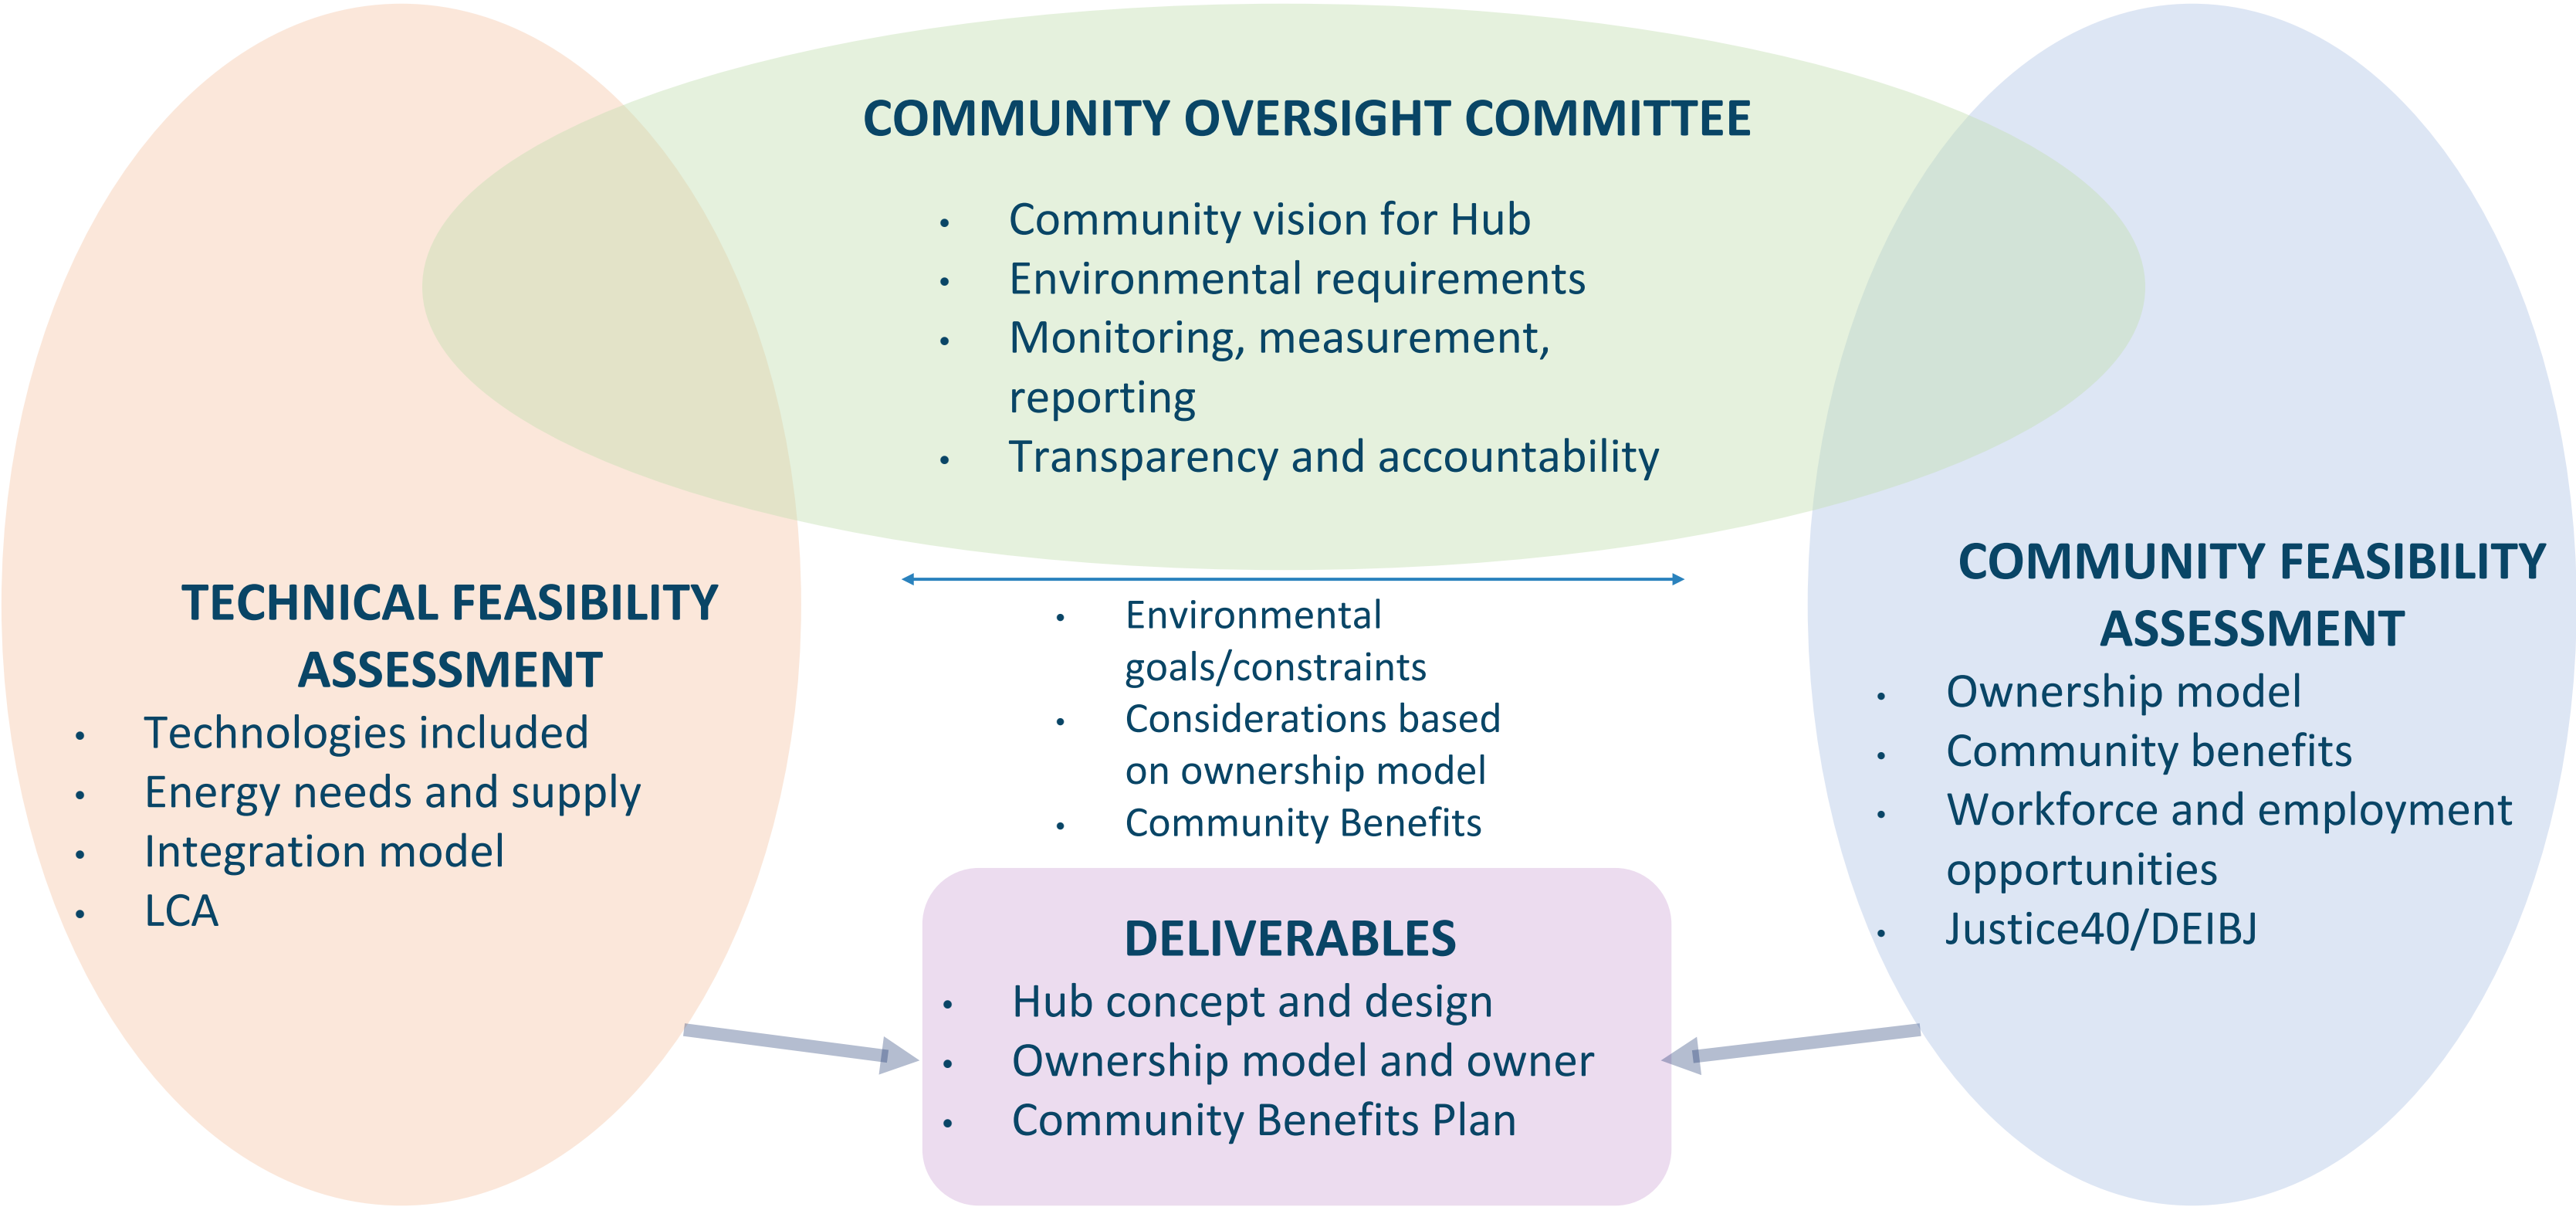 COMMUNITY OVERSIGHT COMMITTEE
• Community vision for Hub
• Environmental requirements
• Monitoring, measurement,
reporting
• Transparency and accountability
TECHNICAL FEASIBILITY
ASSESSMENT
• Technologies included
• Energy needs and supply
• Integration model
• LCA
• Environmental
goals/constraints
• Considerations based
on ownership model
• Community Benefits
COMMUNITY FEASIBILITY
ASSESSMENT
• Ownership model
• Community benefits
• Workforce and employment
opportunities
• Justice40/DEIBJ
DELIVERABLES
• Hub concept and design
• Ownership model and owner
• Community Benefits Plan